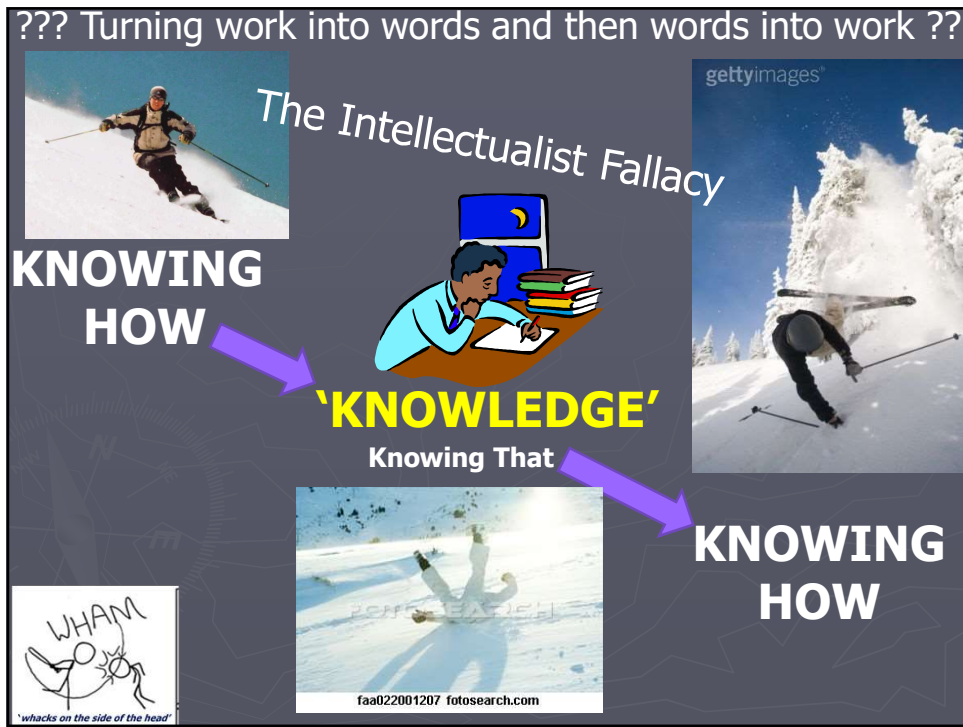 ??? Turning work into words and then words into work ??
gettyimages®
The Intellectualist Fallacy
KNOWING
HOW
‘KNOWLEDGE’
Knowing That
KNOWING
HOW
N
m
FOTOSEARCH
faa022001207 fotosearch.com
WHAM
‘whacks on the side of the head’